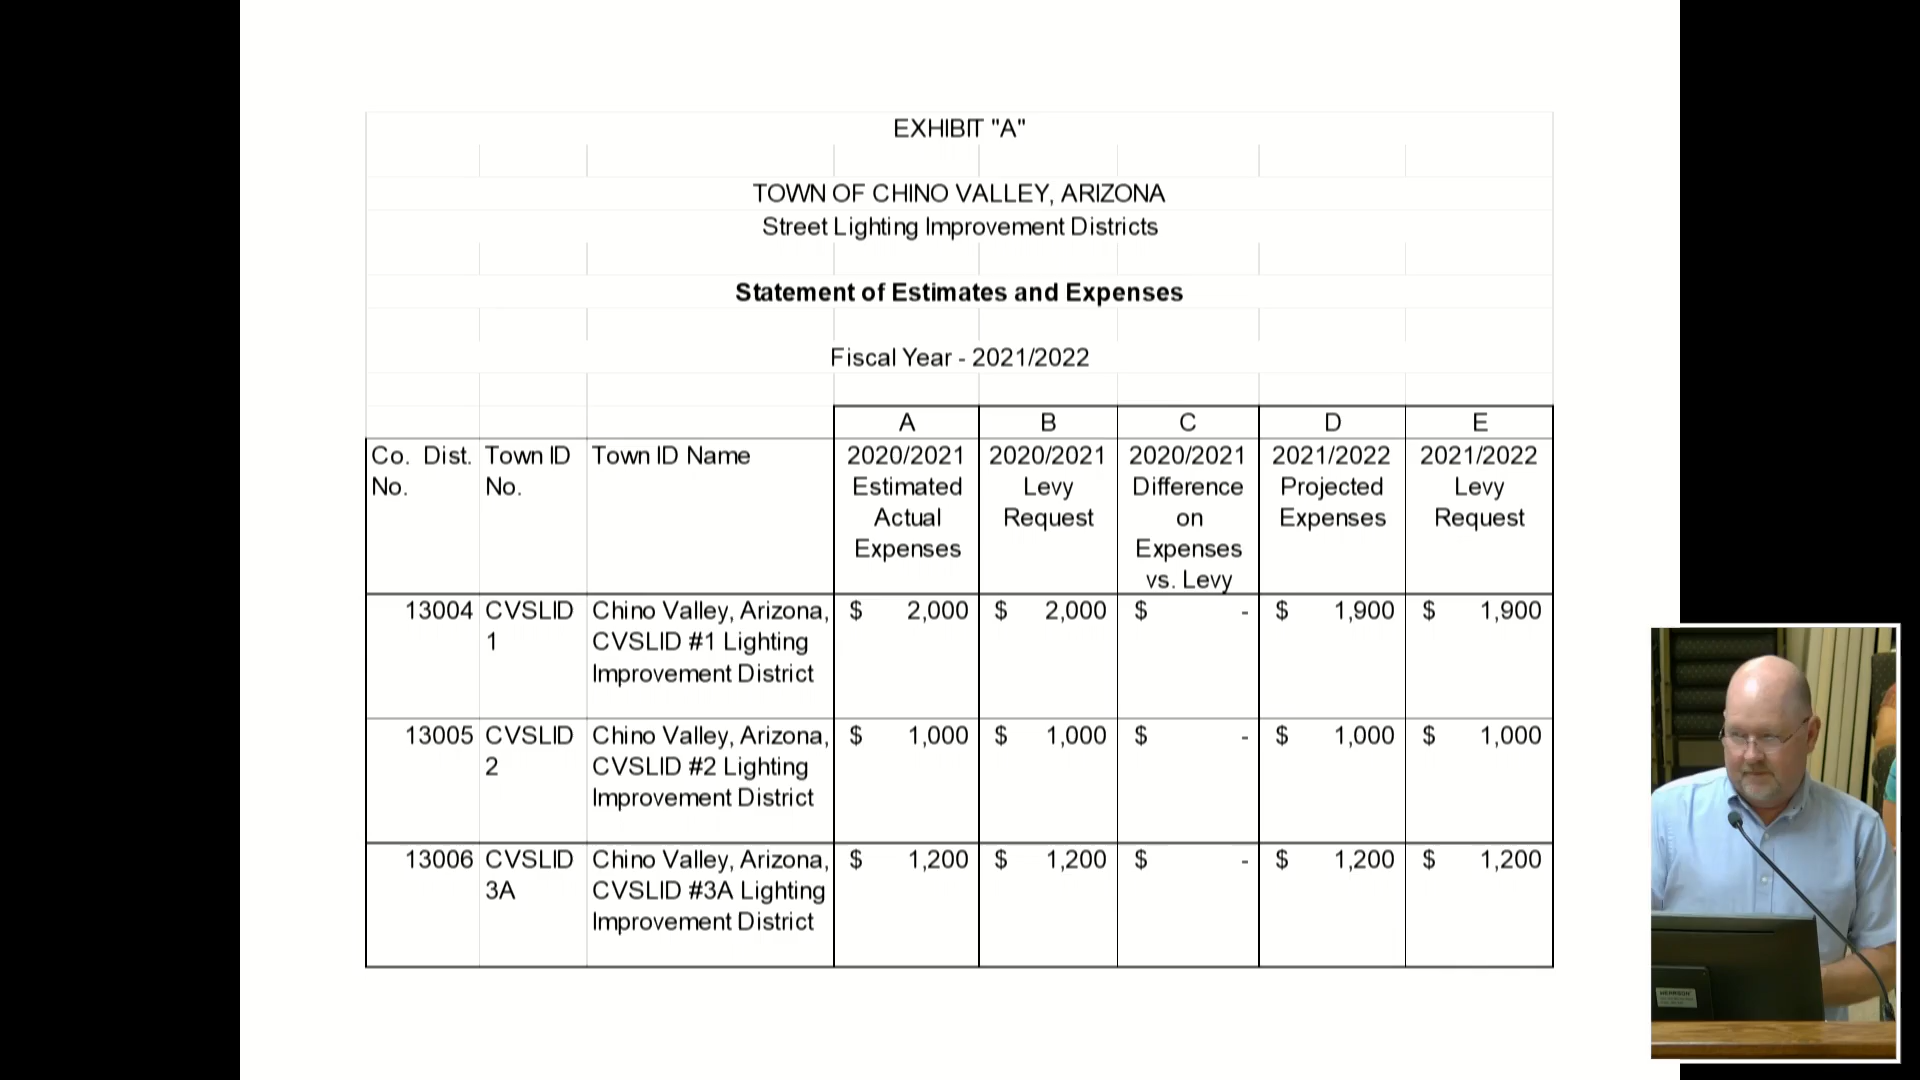 EXHIBIT "A"
TOWN OF CHINO VALLEY, ARIZONA
Street Lighting Improvement Districts
Statement of Estimates and Expenses
Fiscal Year - 2021/2022
A B C D E
Co. Dist. No. Town ID No. Town ID Name 2020/2021 Estimated Actual Expenses 2020/2021 Levy Request 2020/2021 Difference on Expenses vs. Levy 2021/2022 Projected Expenses 2021/2022 Levy Request
13004 CVSLID 1 Chino Valley, Arizona, CVSLID #1 Lighting Improvement District $ 2,000 $ 2,000 $ - $ 1,900 $ 1,900
13005 CVSLID 2 Chino Valley, Arizona, CVSLID #2 Lighting Improvement District $ 1,000 $ 1,000 $ - $ 1,000 $ 1,000
13006 CVSLID 3A Chino Valley, Arizona, CVSLID #3A Lighting Improvement District $ 1,200 $ 1,200 $ - $ 1,200 $ 1,200